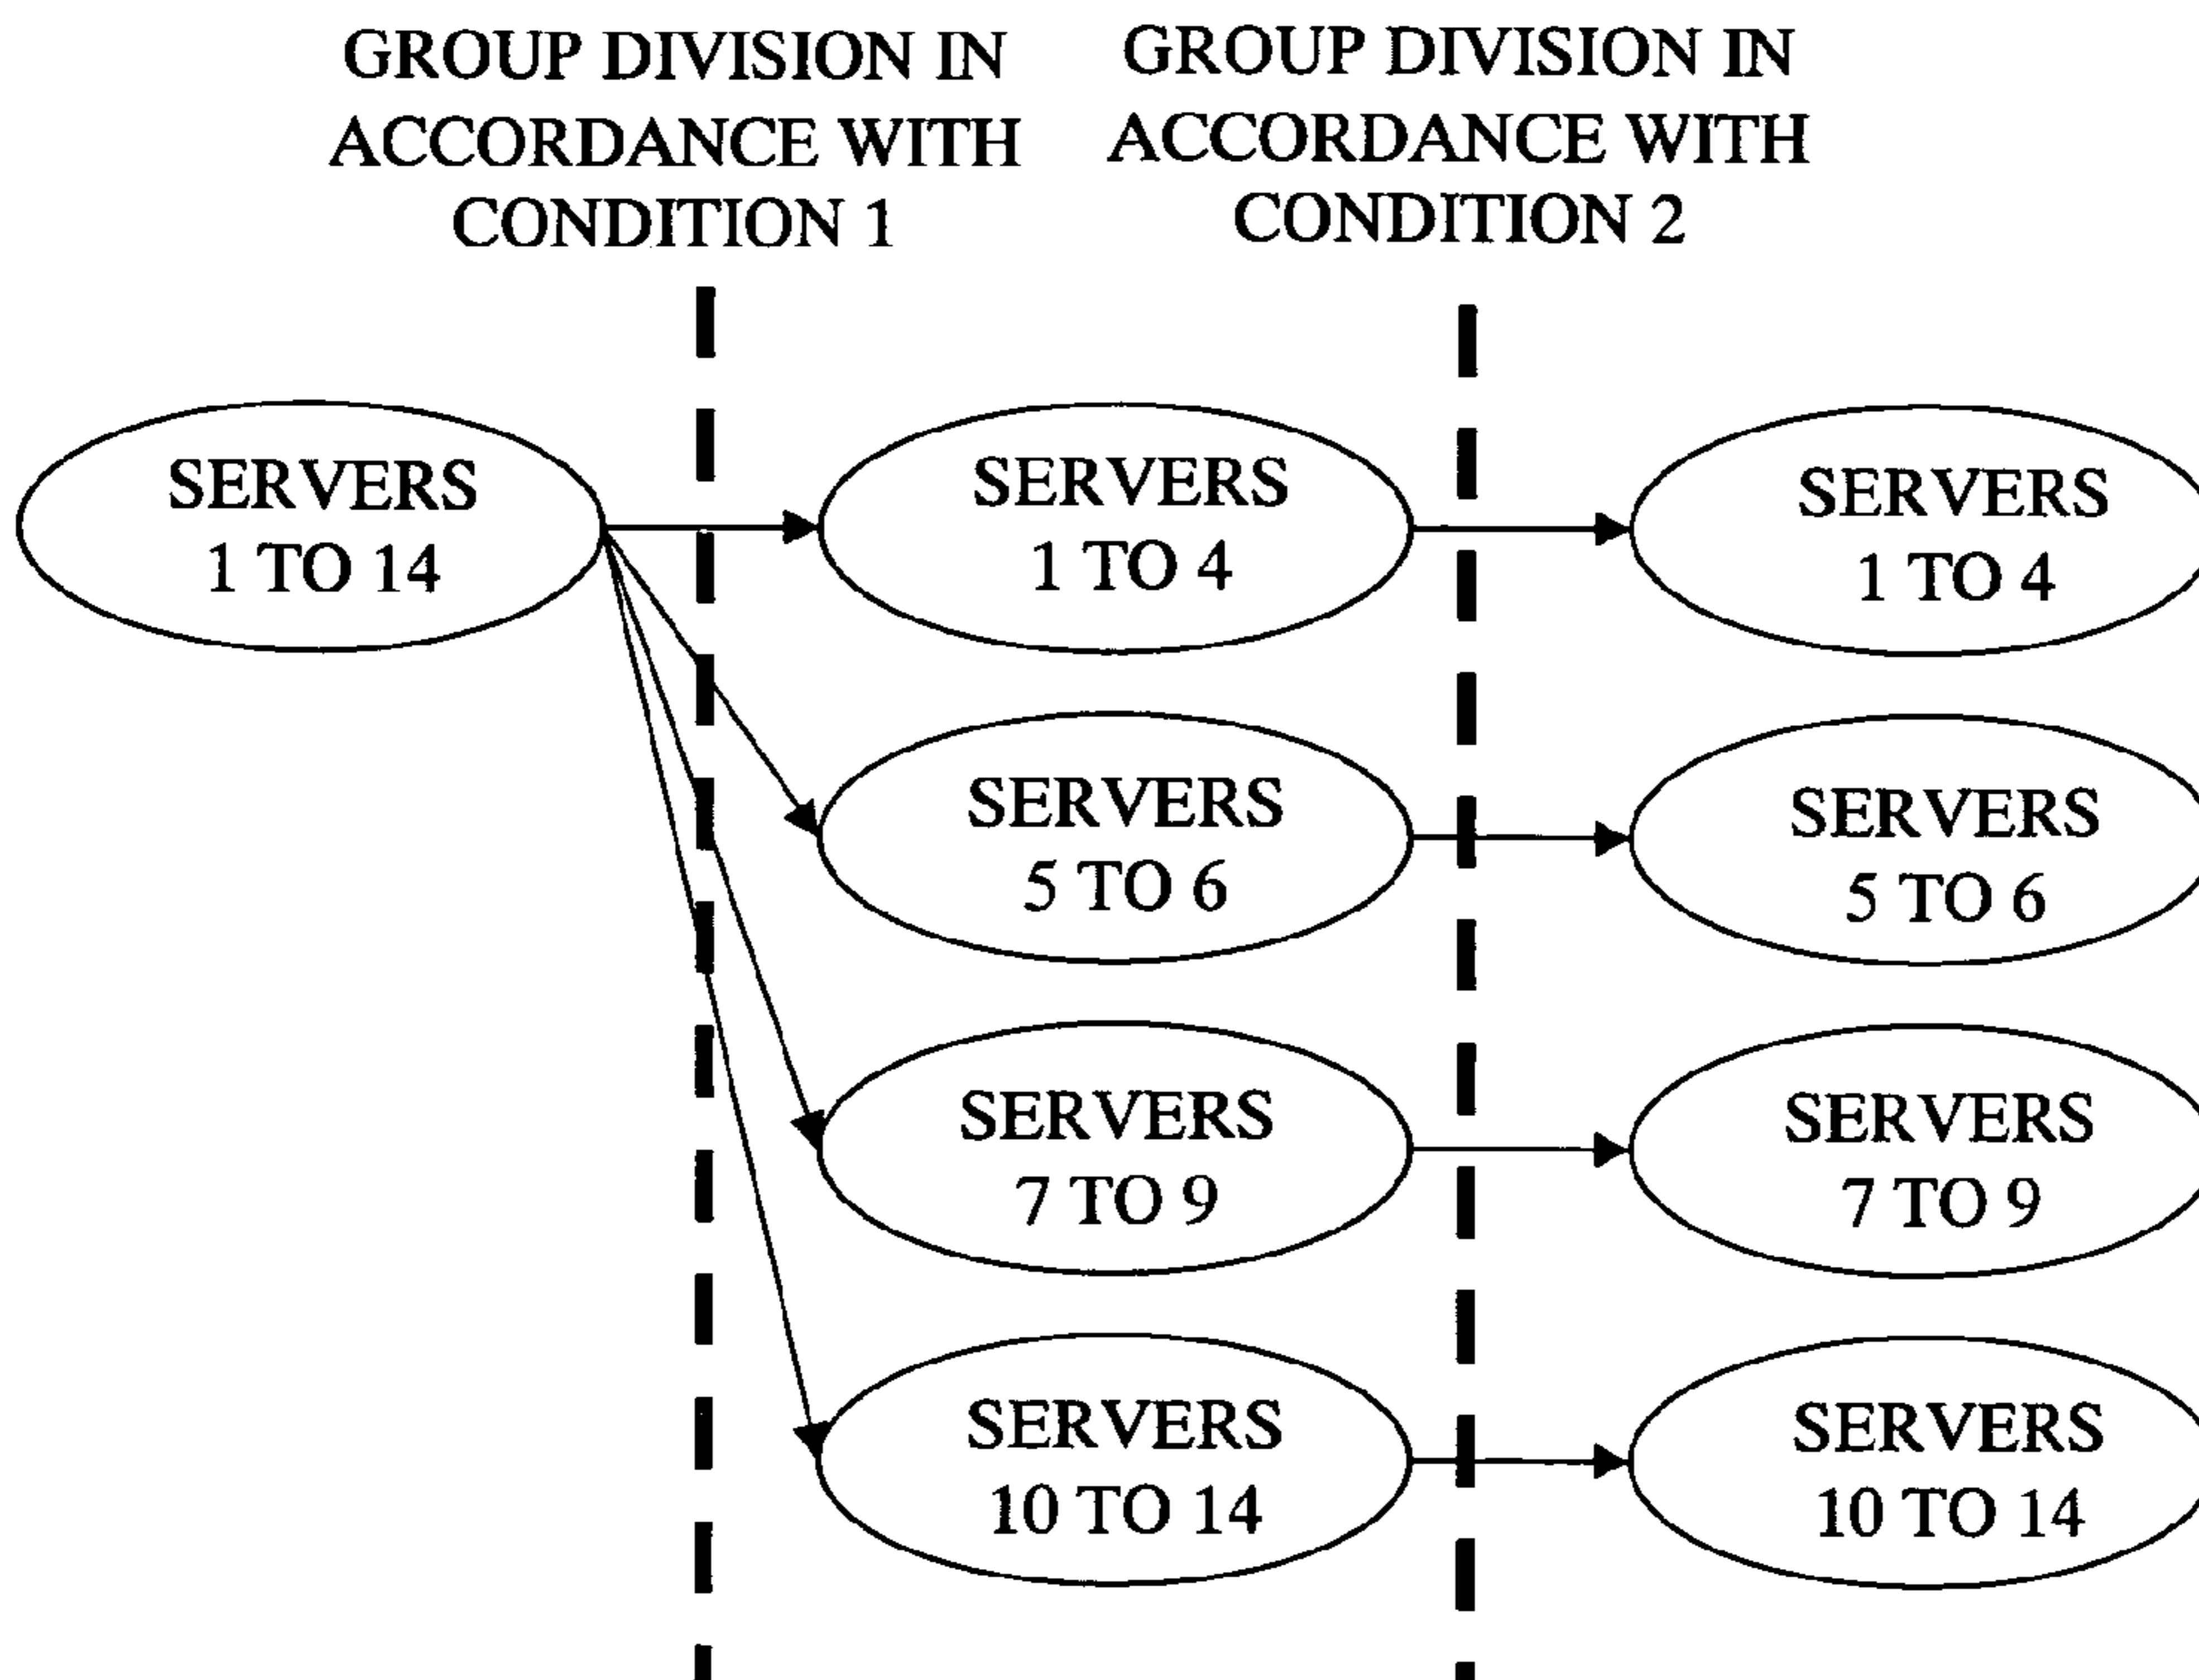 GROUP DIVISION IN
ACCORDANCE WITH
CONDITION 1
GROUP DIVISION IN
ACCORDANCE WITH
CONDITION 2
SERVERS
1 TO 14
SERVERS
1 TO 4
SERVERS
1 TO 4
SERVERS
5 TO 6
SERVERS
5 TO 6
SERVERS
7 TO 9
SERVERS
7 TO 9
SERVERS
10 TO 14
SERVERS
10 TO 14